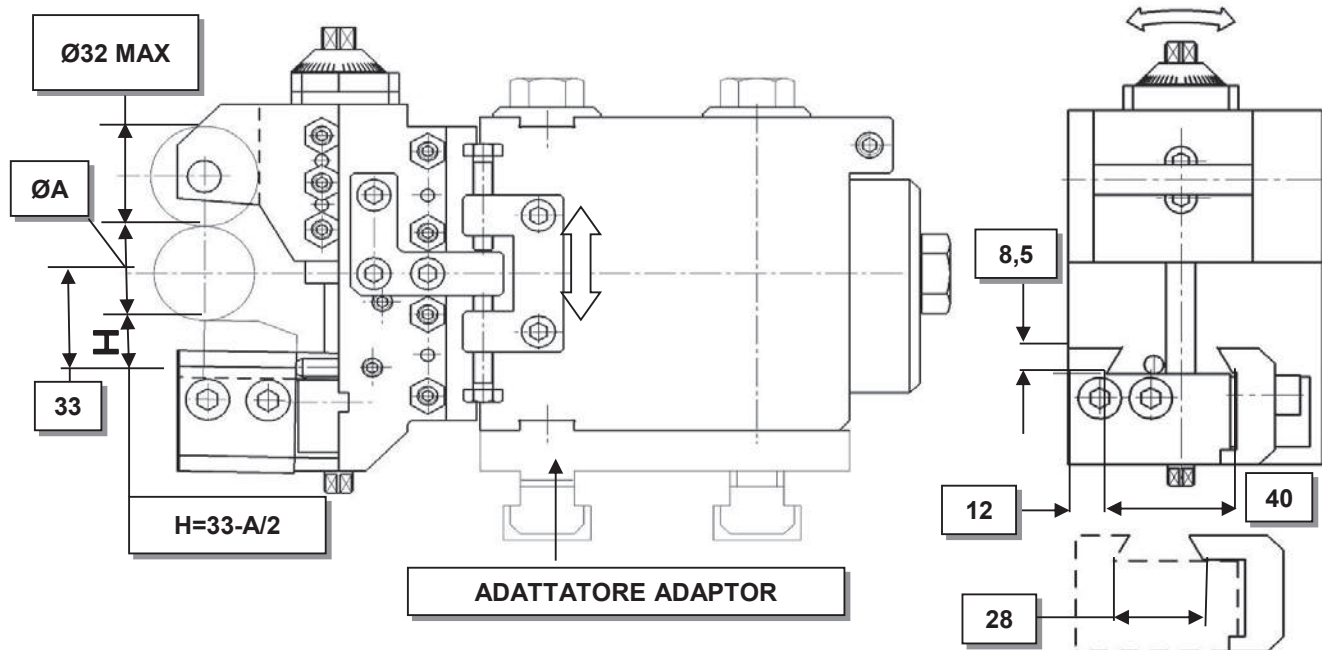 Ø32 MAX
ØA
H
33
H=33-A/2
ADATTATORE ADAPTOR
8,5
12
40
28